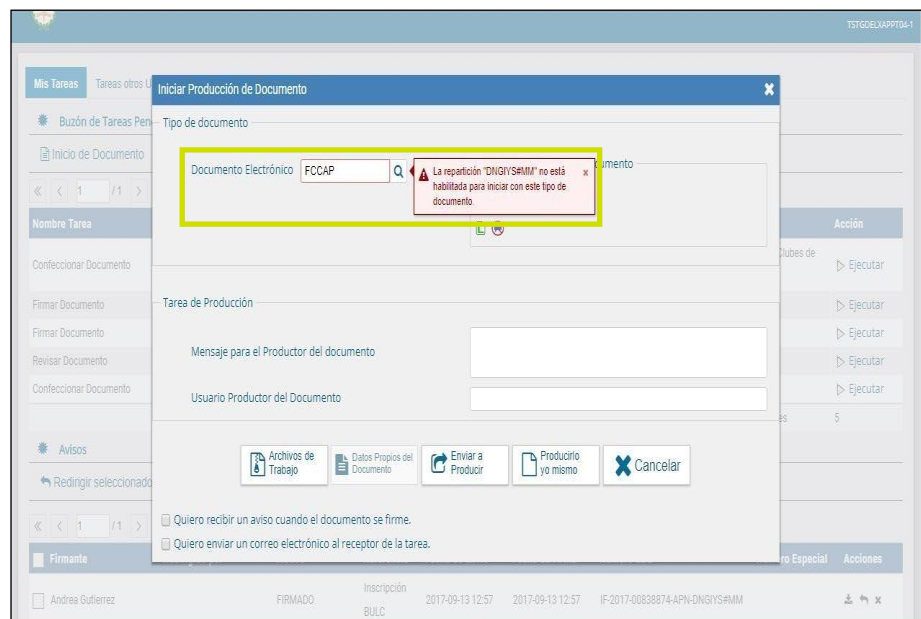 TSTGDELXAPPT04-1
Mis Tareas Tareas otros U
Iniciar Producción de Documento
Buzón de Tareas Pen
Tipo de documento
Inicio de Documento
Documento Electrónico FCCAP
La repartición "DNGIYS#MM" no está
habilitada para iniciar con este tipo de
documento.
x
umento
1 /1
Nombre Tarea Acción
Confeccionar Documento Clubes de Ejecutar
Tarea de Producción
Firmar Documento Ejecutar
Firmar Documento Ejecutar
Mensaje para el Productor del documento
Revisar Documento Ejecutar
Confeccionar Documento Ejecutar
Usuario Productor del Documento
es 5
Avisos
Archivos de Trabajo
Datos Propios del Documento
Enviar a Producir
Producirlo yo mismo
Cancelar
Redirigir seleccionado
Quiero recibir un aviso cuando el documento se firme.
1 /1
Quiero enviar un correo electrónico al receptor de la tarea.
Firmante ro Especial Acciones
Andrea Gutierrez FIRMADO Inscripción BULC 2017-09-13 12:57 2017-09-13 12:57 IF-2017-00838874-APN-DNGIYS#MM